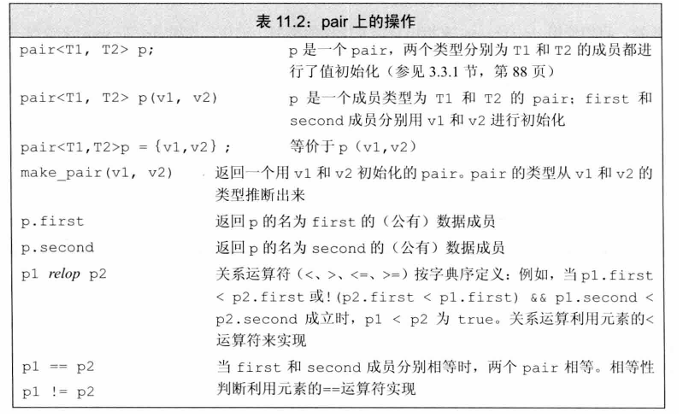 表 11.2：pair 上的操作
pair<T1, T2> p; p 是一个 pair，两个类型分别为 T1 和 T2 的成员都进
行了值初始化（参见 3.3.1 节，第 88 页）
pair<T1, T2> p(v1, v2) p 是一个成员类型为 T1 和 T2 的 pair；first 和
second 成员分别用 v1 和 v2 进行初始化
pair<T1,T2>p = {v1,v2} ; 等价于 p（v1,v2）
make_pair(v1, v2) 返回一个用 v1 和 v2 初始化的 pair。pair 的类型从 v1 和 v2 的
类型推断出来
p.first 返回 p 的名为 first 的（公有）数据成员
p.second 返回 p 的名为 second 的（公有）数据成员
p1 relop p2 关系运算符（<、>、<=、>=）按字典序定义：例如，当 p1.first
< p2.first 或!(p2.first < p1.first) && p1.second <
p2.second 成立时，p1 < p2 为 true。关系运算利用元素的<
运算符来实现
p1 == p2 当 first 和 second 成员分别相等时，两个 pair 相等。相等性
p1 != p2 判断利用元素的==运算符实现